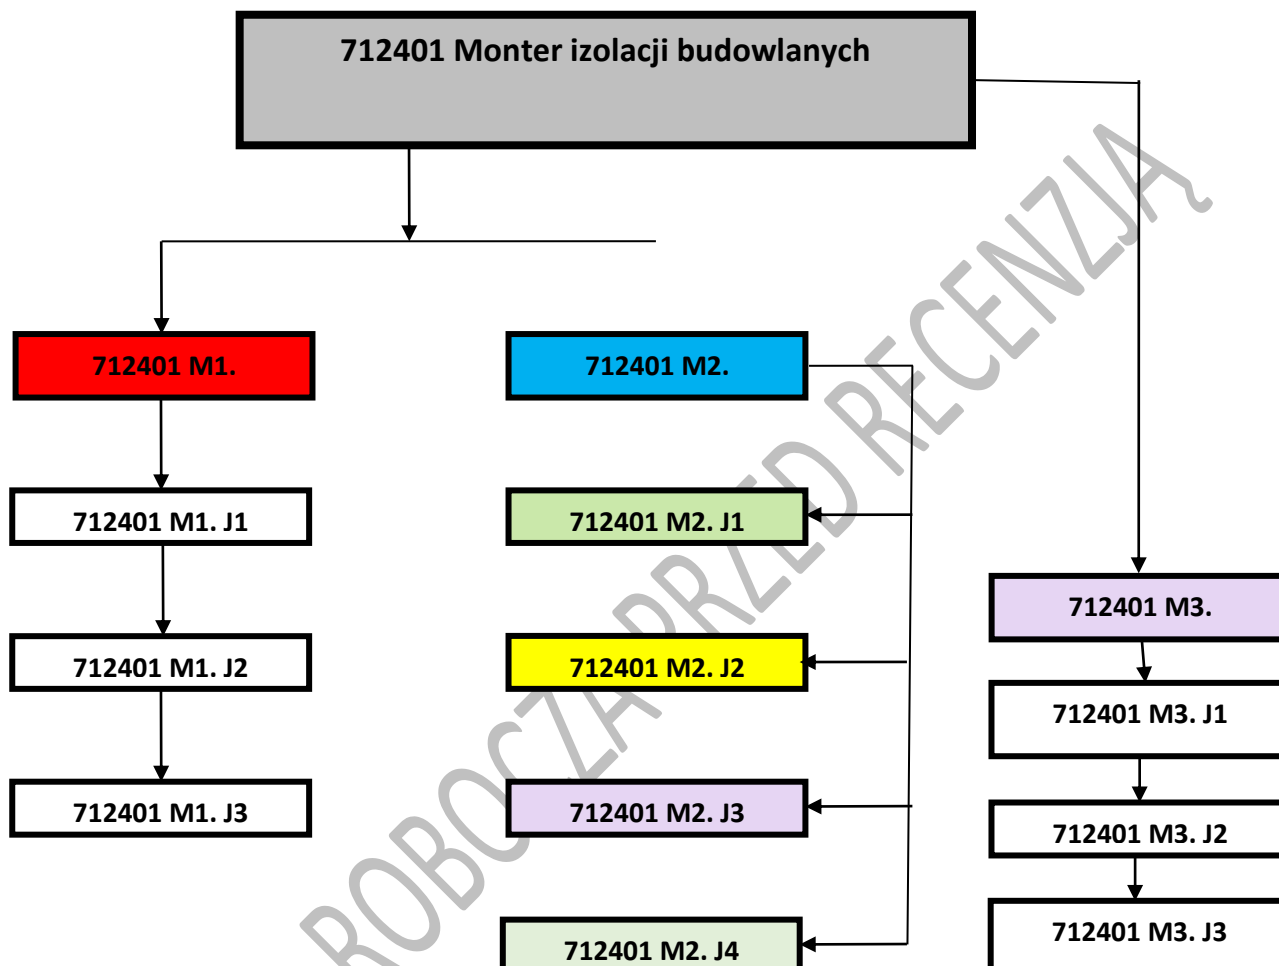 712401 Monter izolacji budowlanych
712401 M1.
712401 M2.
712401 M1. J1
712401 M2. J1
712401 M3.
712401 M1. J2
712401 M2. J2
712401 M3. J1
712401 M1. J3
712401 M2. J3
712401 M3. J2
712401 M2. J4
712401 M3. J3
ROBOCZA PRZED RECENZJĄ